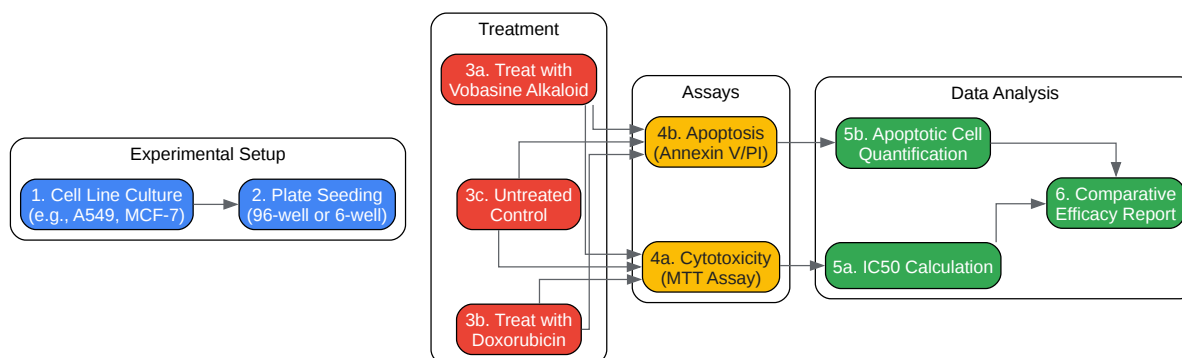 Experimental Setup
1. Cell Line Culture
(e.g., A549, MCF-7)
2. Plate Seeding
(96-well or 6-well)
Treatment
3a. Treat with
Vobasine Alkaloid
3c. Untreated
Control
3b. Treat with
Doxorubicin
Assays
4b. Apoptosis
(Annexin V/PI)
4a. Cytotoxicity
(MTT Assay)
Data Analysis
5b. Apoptotic Cell
Quantification
5a. IC50 Calculation
6. Comparative
Efficacy Report